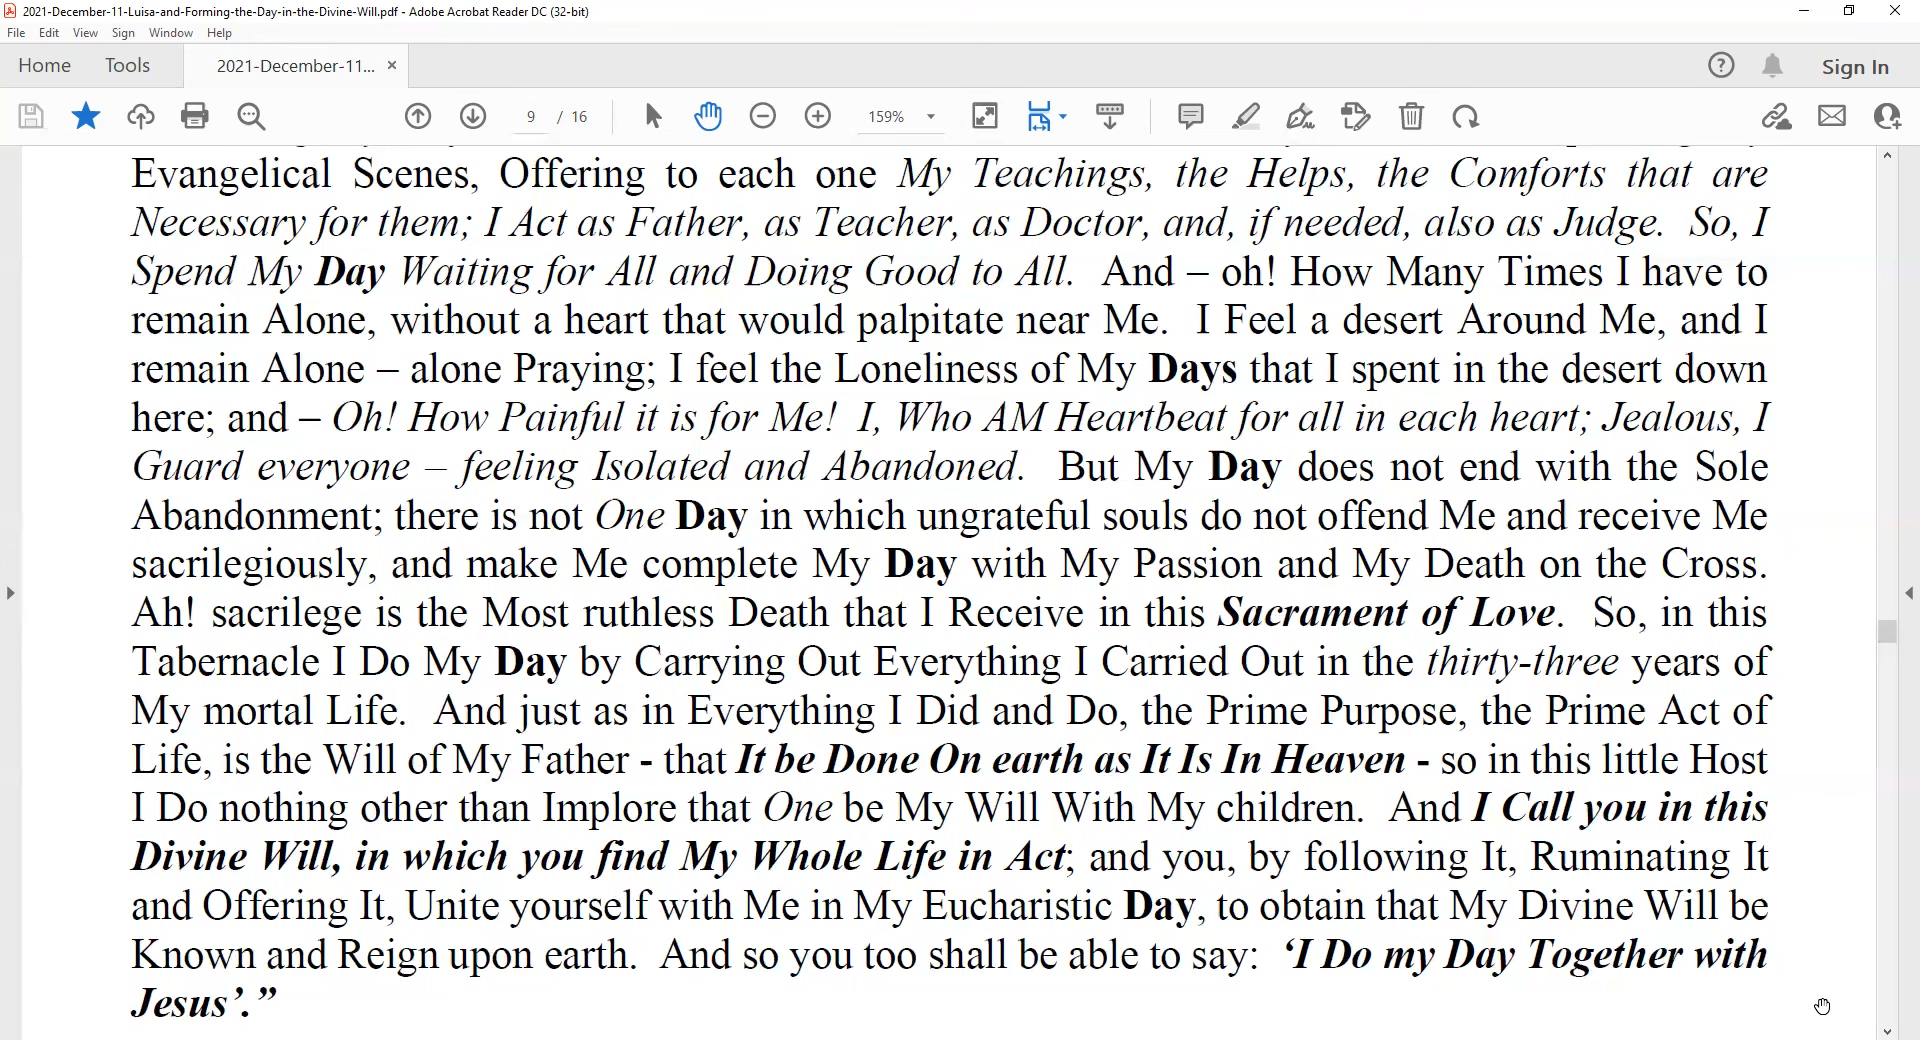 2021-December-11-Luisa-and-Forming-the-Day-in-the-Divine-Will.pdf - Adobe Acrobat Reader DC (32-bit)
File Edit View Sign Window Help
Home Tools 2021-December-11... × Sign In
9 / 16 159%
Evangelical Scenes, Offering to each one My Teachings, the Helps, the Comforts that are
Necessary for them; I Act as Father, as Teacher, as Doctor, and, if needed, also as Judge. So, I
Spend My Day Waiting for All and Doing Good to All. And – oh! How Many Times I have to
remain Alone, without a heart that would palpitate near Me. I Feel a desert Around Me, and I
remain Alone – alone Praying; I feel the Loneliness of My Days that I spent in the desert down
here; and – Oh! How Painful it is for Me! I, Who AM Heartbeat for all in each heart; Jealous, I
Guard everyone – feeling Isolated and Abandoned. But My Day does not end with the Sole
Abandonment; there is not One Day in which ungrateful souls do not offend Me and receive Me
sacrilegiously, and make Me complete My Day with My Passion and My Death on the Cross.
Ah! sacrilege is the Most ruthless Death that I Receive in this Sacrament of Love. So, in this
Tabernacle I Do My Day by Carrying Out Everything I Carried Out in the thirty-three years of
My mortal Life. And just as in Everything I Did and Do, the Prime Purpose, the Prime Act of
Life, is the Will of My Father - that It be Done On earth as It Is In Heaven - so in this little Host
I Do nothing other than Implore that One be My Will With My children. And I Call you in this
Divine Will, in which you find My Whole Life in Act; and you, by following It, Ruminating It
and Offering It, Unite yourself with Me in My Eucharistic Day, to obtain that My Divine Will be
Known and Reign upon earth. And so you too shall be able to say: ‘I Do my Day Together with
Jesus’.”